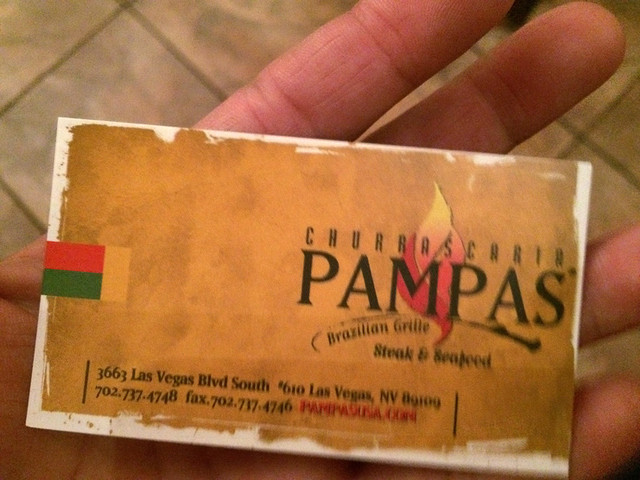 CHURRASCARIA
PAMPAS
Brazilian Grille
Steak & Seafood
3663 Las Vegas Blvd South #610 Las Vegas, NV 89109
702.737.4748 fax.702.737.4746 PAMPASUSA.COM